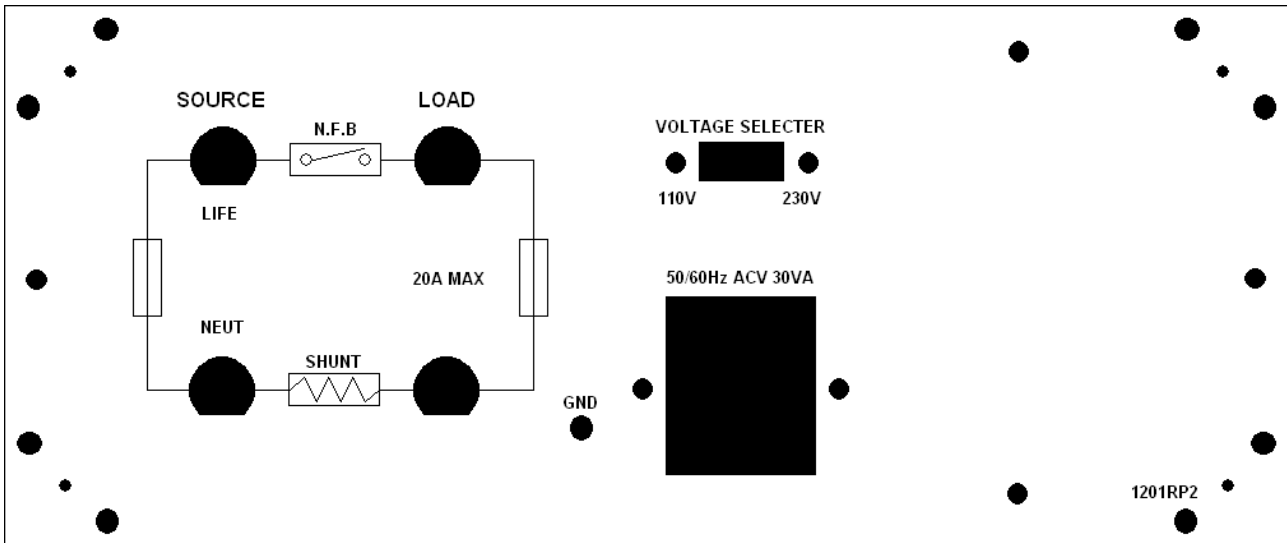 SOURCE
LOAD
N.F.B
LIFE
20A MAX
NEUT
SHUNT
GND
VOLTAGE SELECTER
110V
230V
50/60Hz ACV 30VA
1201RP2